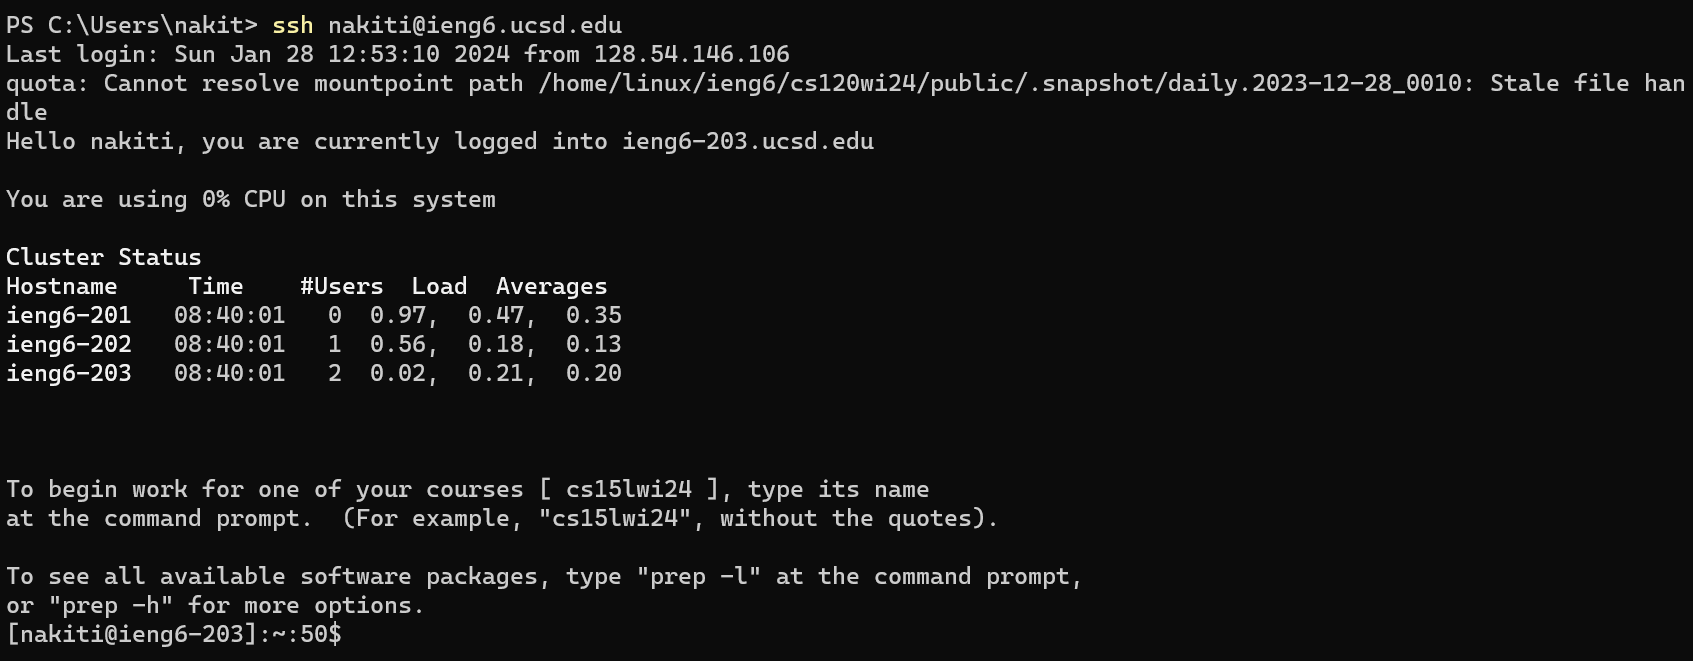 PS C:\Users\nakit> ssh nakiti@ieng6.ucsd.edu
Last login: Sun Jan 28 12:53:10 2024 from 128.54.146.106
quota: Cannot resolve mountpoint path /home/linux/ieng6/cs120wi24/public/.snapshot/daily.2023-12-28_0010: Stale file han
dle
Hello nakiti, you are currently logged into ieng6-203.ucsd.edu

You are using 0% CPU on this system

Cluster Status
Hostname     Time    #Users  Load  Averages
ieng6-201   08:40:01   0  0.97,  0.47,  0.35
ieng6-202   08:40:01   1  0.56,  0.18,  0.13
ieng6-203   08:40:01   2  0.02,  0.21,  0.20

To begin work for one of your courses [ cs15lwi24 ], type its name
at the command prompt.  (For example, "cs15lwi24", without the quotes).

To see all available software packages, type "prep -l" at the command prompt,
or "prep -h" for more options.
[nakiti@ieng6-203]:~:50$